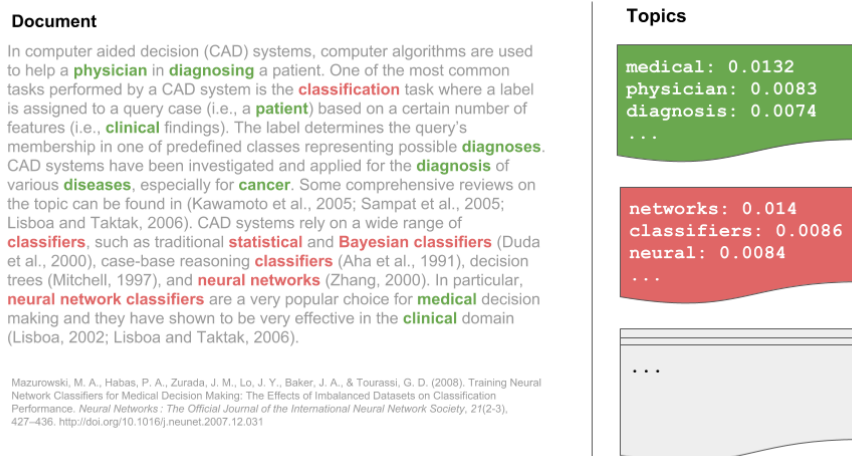 Document
In computer aided decision (CAD) systems, computer algorithms are used
to help a physician in diagnosing a patient. One of the most common
tasks performed by a CAD system is the classification task where a label
is assigned to a query case (i.e., a patient) based on a certain number of
features (i.e., clinical findings). The label determines the query's
membership in one of predefined classes representing possible diagnoses.
CAD systems have been investigated and applied for the diagnosis of
various diseases, especially for cancer. Some comprehensive reviews on
the topic can be found in (Kawamoto et al., 2005; Sampat et al., 2005;
Lisboa and Taktak, 2006). CAD systems rely on a wide range of
classifiers, such as traditional statistical and Bayesian classifiers (Duda
et al., 2000), case-base reasoning classifiers (Aha et al., 1991), decision
trees (Mitchell, 1997), and neural networks (Zhang, 2000). In particular,
neural network classifiers are a very popular choice for medical decision
making and they have shown to be very effective in the clinical domain
(Lisboa, 2002; Lisboa and Taktak, 2006).
Mazurowski, M. A., Habas, P. A., Zurada, J. M., Lo, J. Y., Baker, J. A., & Tourassi, G. D. (2008). Training Neural
Network Classifiers for Medical Decision Making: The Effects of Imbalanced Datasets on Classification
Performance. Neural Networks : The Official Journal of the International Neural Network Society, 21(2-3),
427–436. http://doi.org/10.1016/j.neunet.2007.12.031
Topics
medical: 0.0132
physician: 0.0083
diagnosis: 0.0074
...
networks: 0.014
classifiers: 0.0086
neural: 0.0084
...
...